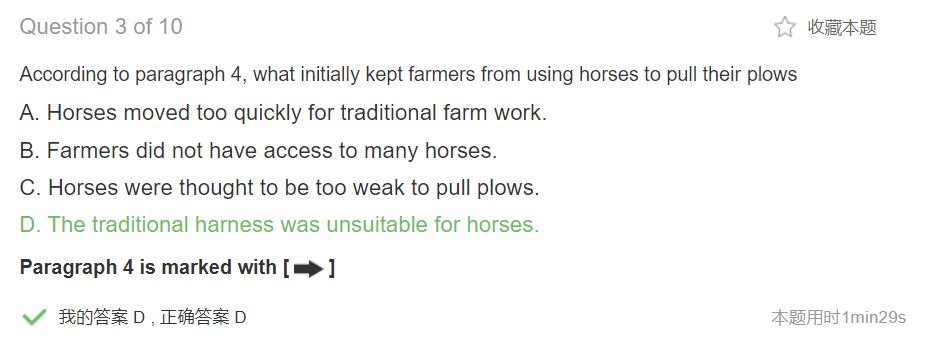 Question 3 of 10
收藏本题
According to paragraph 4, what initially kept farmers from using horses to pull their plows
A. Horses moved too quickly for traditional farm work.
B. Farmers did not have access to many horses.
C. Horses were thought to be too weak to pull plows.
D. The traditional harness was unsuitable for horses.
Paragraph 4 is marked with [ ➡ ]
我的答案 D , 正确答案 D
本题用时1min29s